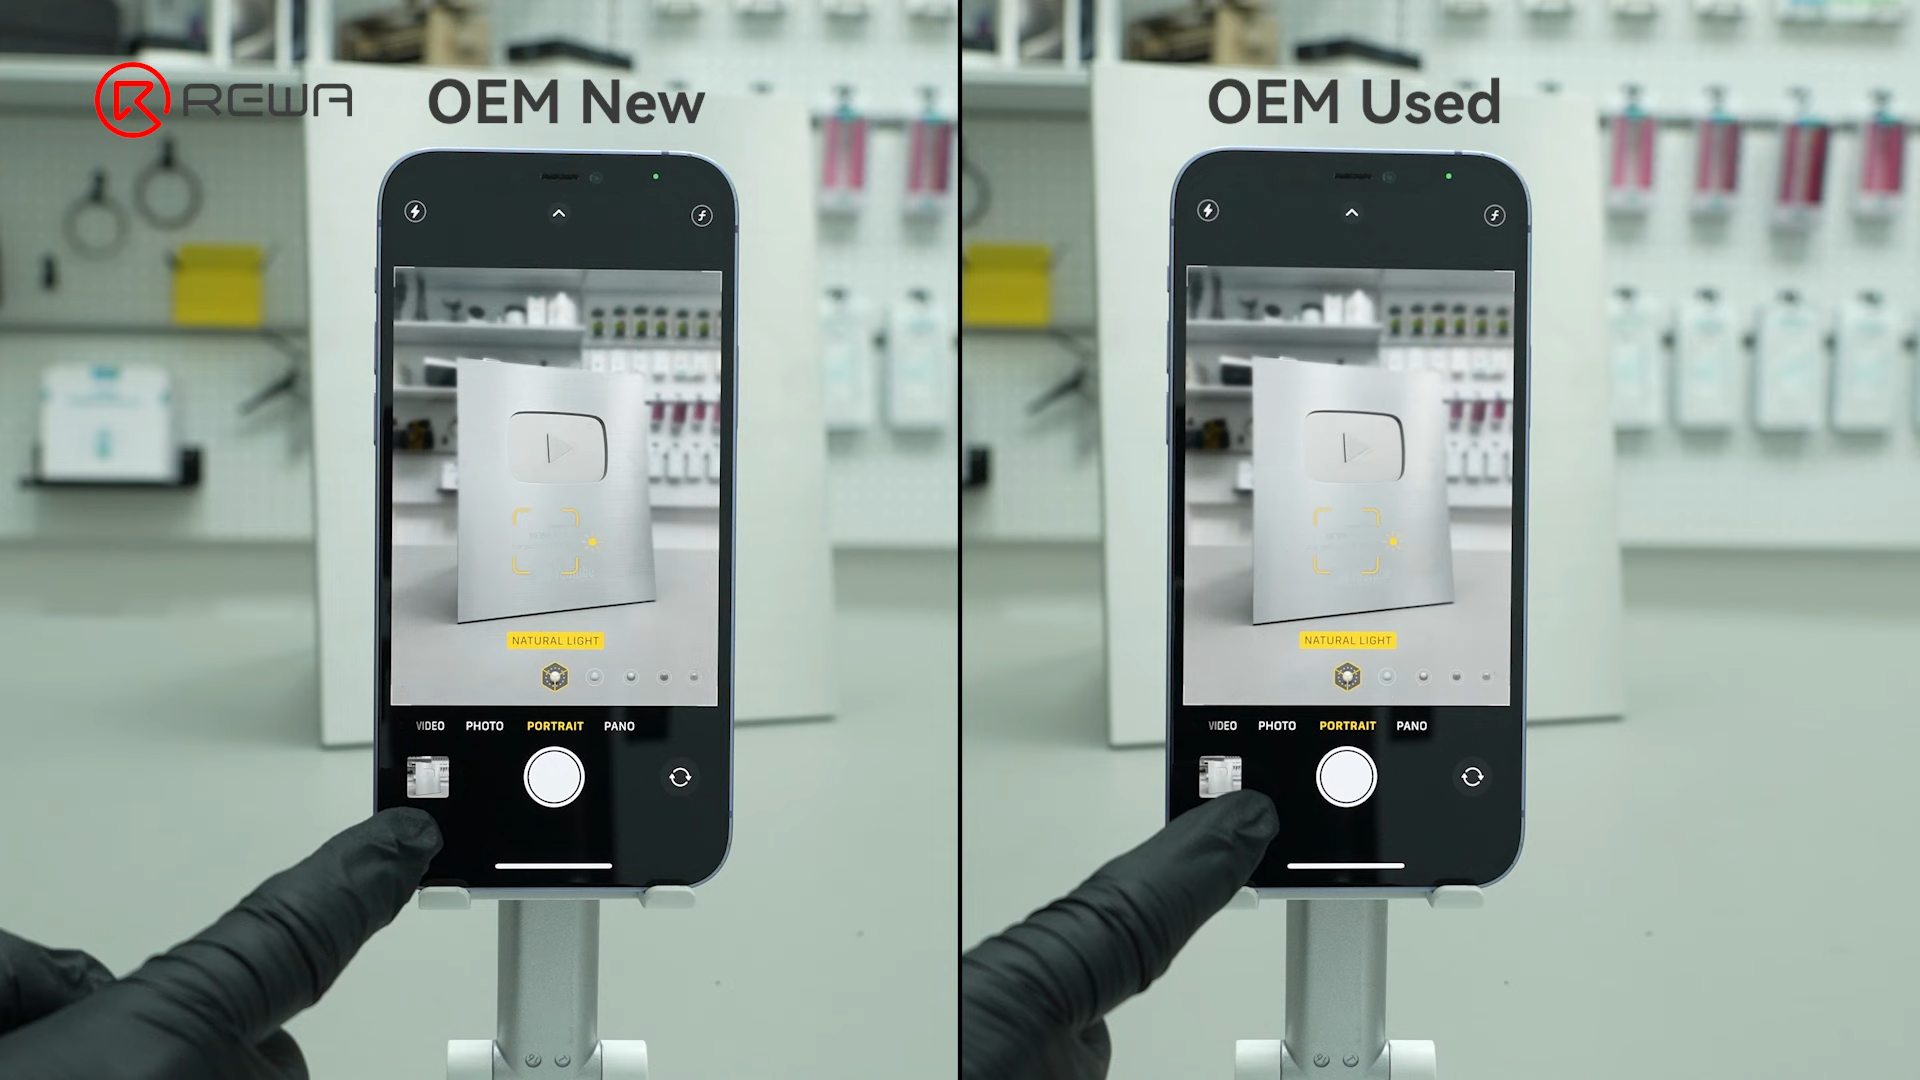 REWA
OEM New
OEM Used
NATURAL LIGHT
VIDEO PHOTO PORTRAIT PANO
NATURAL LIGHT
VIDEO PHOTO PORTRAIT PANO